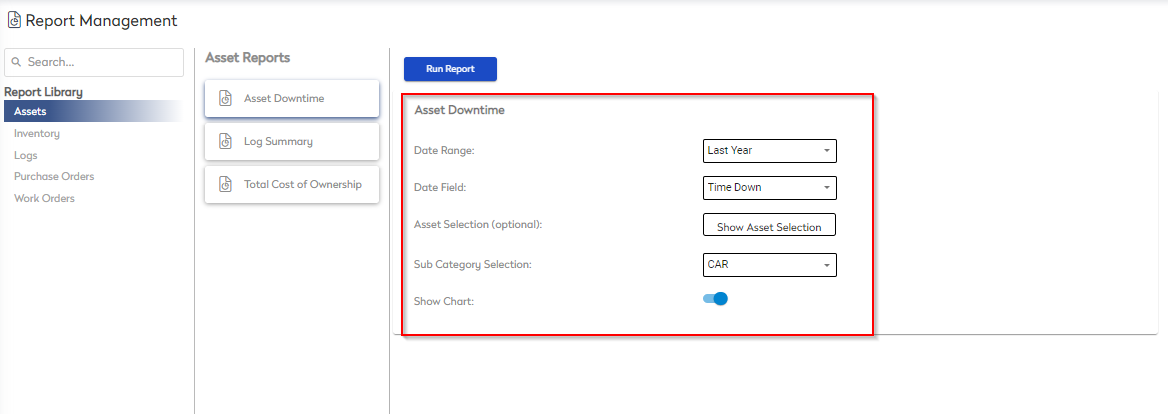 Report Management
Search...
Report Library
Assets
Inventory
Logs
Purchase Orders
Work Orders
Asset Reports
Asset Downtime
Log Summary
Total Cost of Ownership
Run Report
Asset Downtime
Date Range: Last Year
Date Field: Time Down
Asset Selection (optional): Show Asset Selection
Sub Category Selection: CAR
Show Chart: